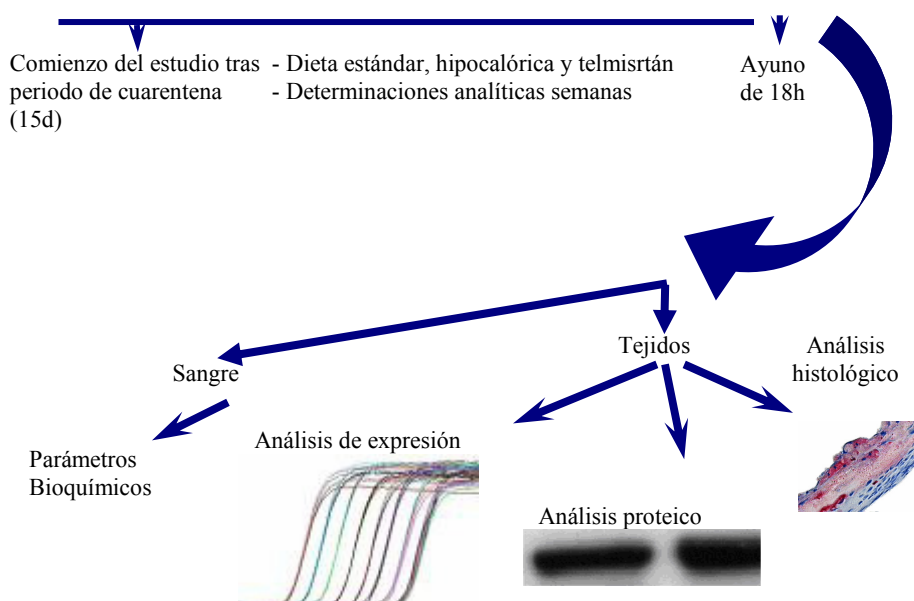 Comienzo del estudio tras
periodo de cuarentena
(15d)
- Dieta estándar, hipocalórica y telmisrtán
- Determinaciones analíticas semanas
Ayuno
de 18h
Sangre
Tejidos
Análisis
histológico
Parámetros
Bioquímicos
Análisis de expresión
Análisis proteico